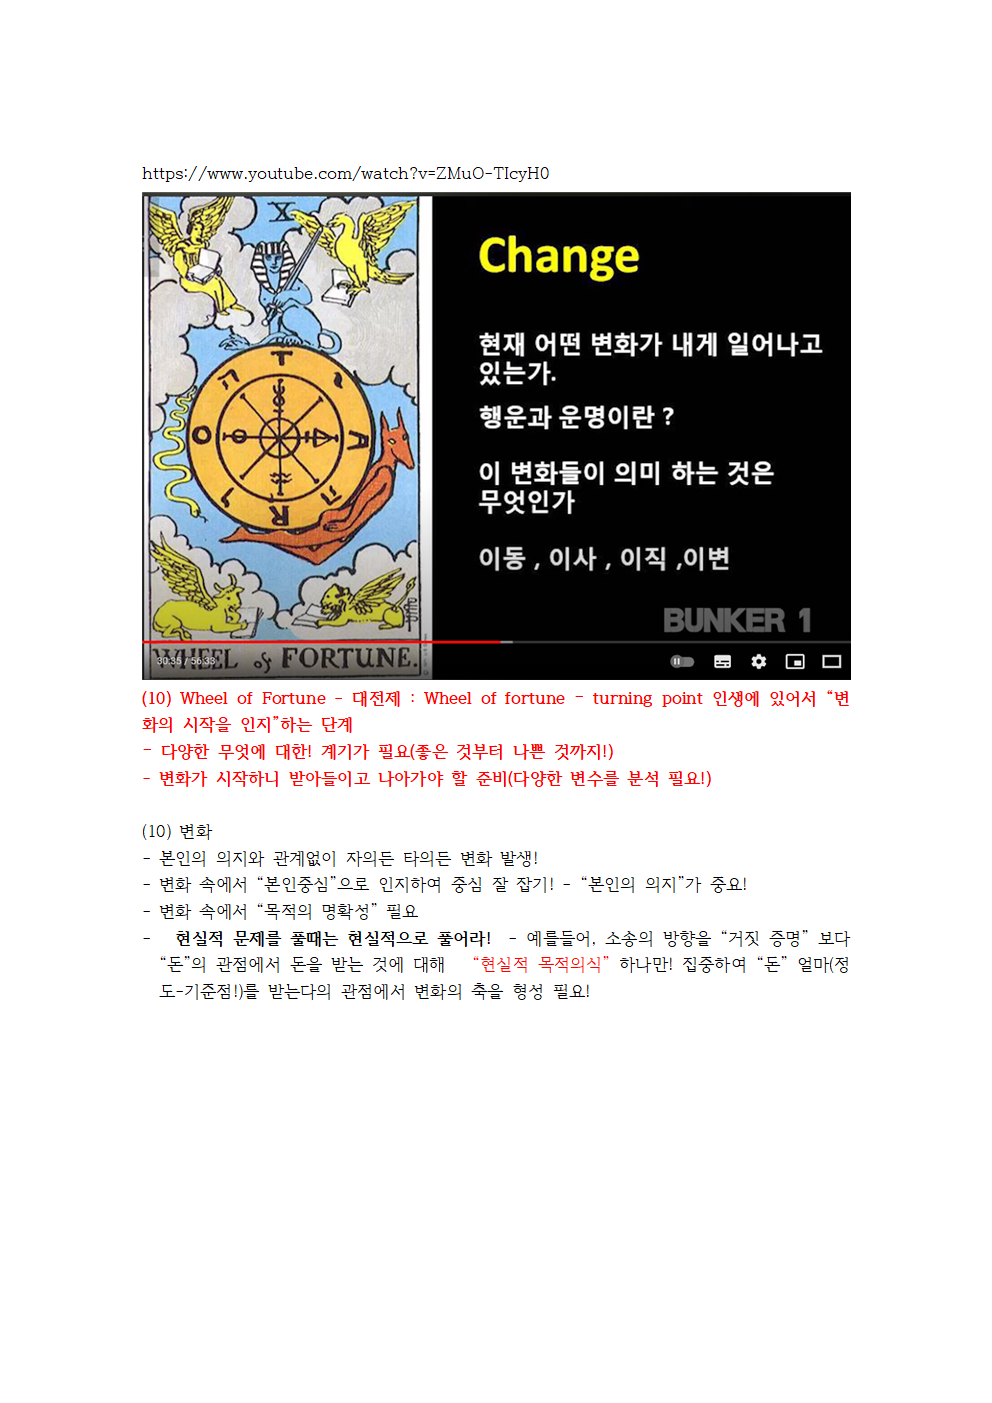 https://www.youtube.com/watch?v=ZMuO-TIcyH0
X
Change
현재 어떤 변화가 내게 일어나고
있는가.
행운과 운명이란 ?
이 변화들이 의미 하는 것은
무엇인가
이동 , 이사 , 이직 ,이변
T
A
R
O
ה
י
ו
ה
BUNKER 1
WHEEL of FORTUNE.
30:35 / 56:33
(10) Wheel of Fortune - 대전제 : Wheel of fortune - turning point 인생에 있어서 “변
화의 시작을 인지”하는 단계
- 다양한 무엇에 대한! 계기가 필요(좋은 것부터 나쁜 것까지!)
- 변화가 시작하니 받아들이고 나아가야 할 준비(다양한 변수를 분석 필요!)
(10) 변화
- 본인의 의지와 관계없이 자의든 타의든 변화 발생!
- 변화 속에서 “본인중심”으로 인지하여 중심 잘 잡기! - “본인의 의지”가 중요!
- 변화 속에서 “목적의 명확성” 필요
- 현실적 문제를 풀때는 현실적으로 풀어라! - 예를들어, 소송의 방향을 “거짓 증명” 보다
“돈”의 관점에서 돈을 받는 것에 대해 “현실적 목적의식” 하나만! 집중하여 “돈” 얼마(정
도-기준점!)를 받는다의 관점에서 변화의 축을 형성 필요!